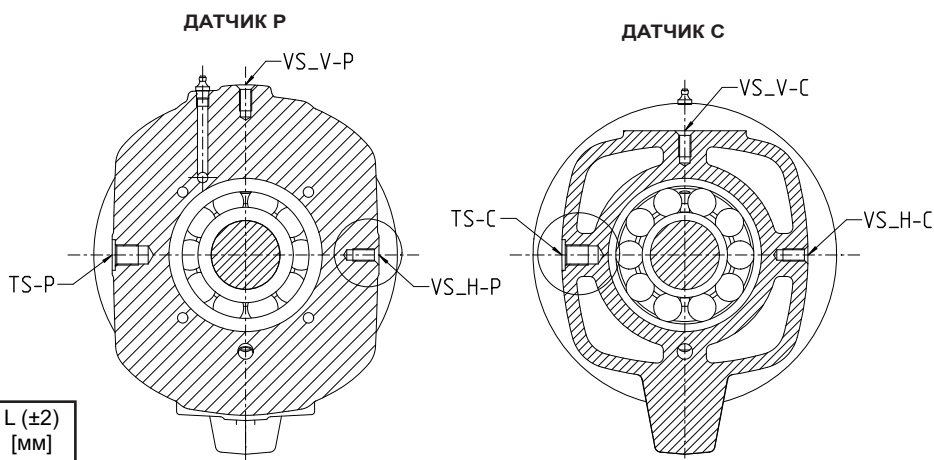 ДАТЧИК P
ДАТЧИК C
VS_V-P
VS_V-C
TS-C
VS_H-C
TS-P
VS_H-P
L (±2)
[мм]